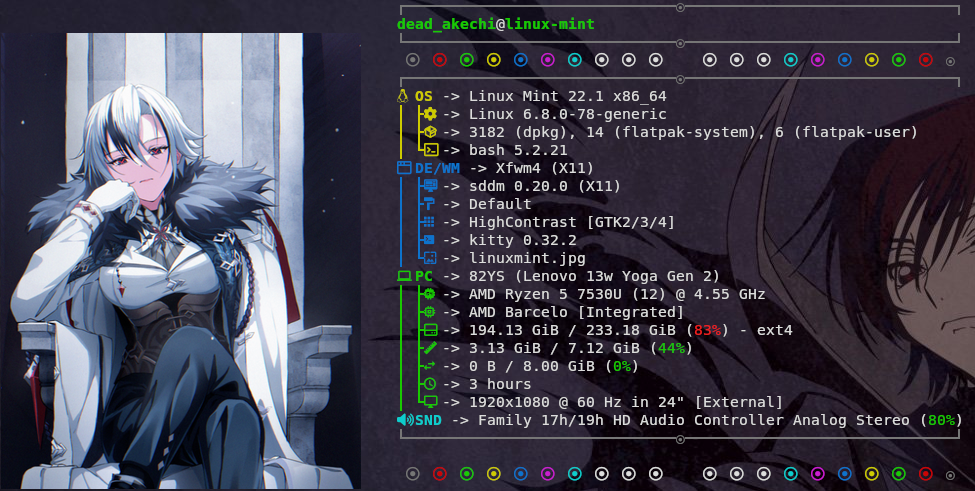 dead_akechi@linux-mint
OS -> Linux Mint 22.1 x86_64
-> Linux 6.8.0-78-generic
-> 3182 (dpkg), 14 (flatpak-system), 6 (flatpak-user)
-> bash 5.2.21
DE/WM -> Xfwm4 (X11)
-> sddm 0.20.0 (X11)
-> Default
-> HighContrast [GTK2/3/4]
-> kitty 0.32.2
-> linuxmint.jpg
PC -> 82YS (Lenovo 13w Yoga Gen 2)
-> AMD Ryzen 5 7530U (12) @ 4.55 GHz
-> AMD Barcelo [Integrated]
-> 194.13 GiB / 233.18 GiB (83%) - ext4
-> 3.13 GiB / 7.12 GiB (44%)
-> 0 B / 8.00 GiB (0%)
-> 3 hours
-> 1920x1080 @ 60 Hz in 24" [External]
SND -> Family 17h/19h HD Audio Controller Analog Stereo (80%)